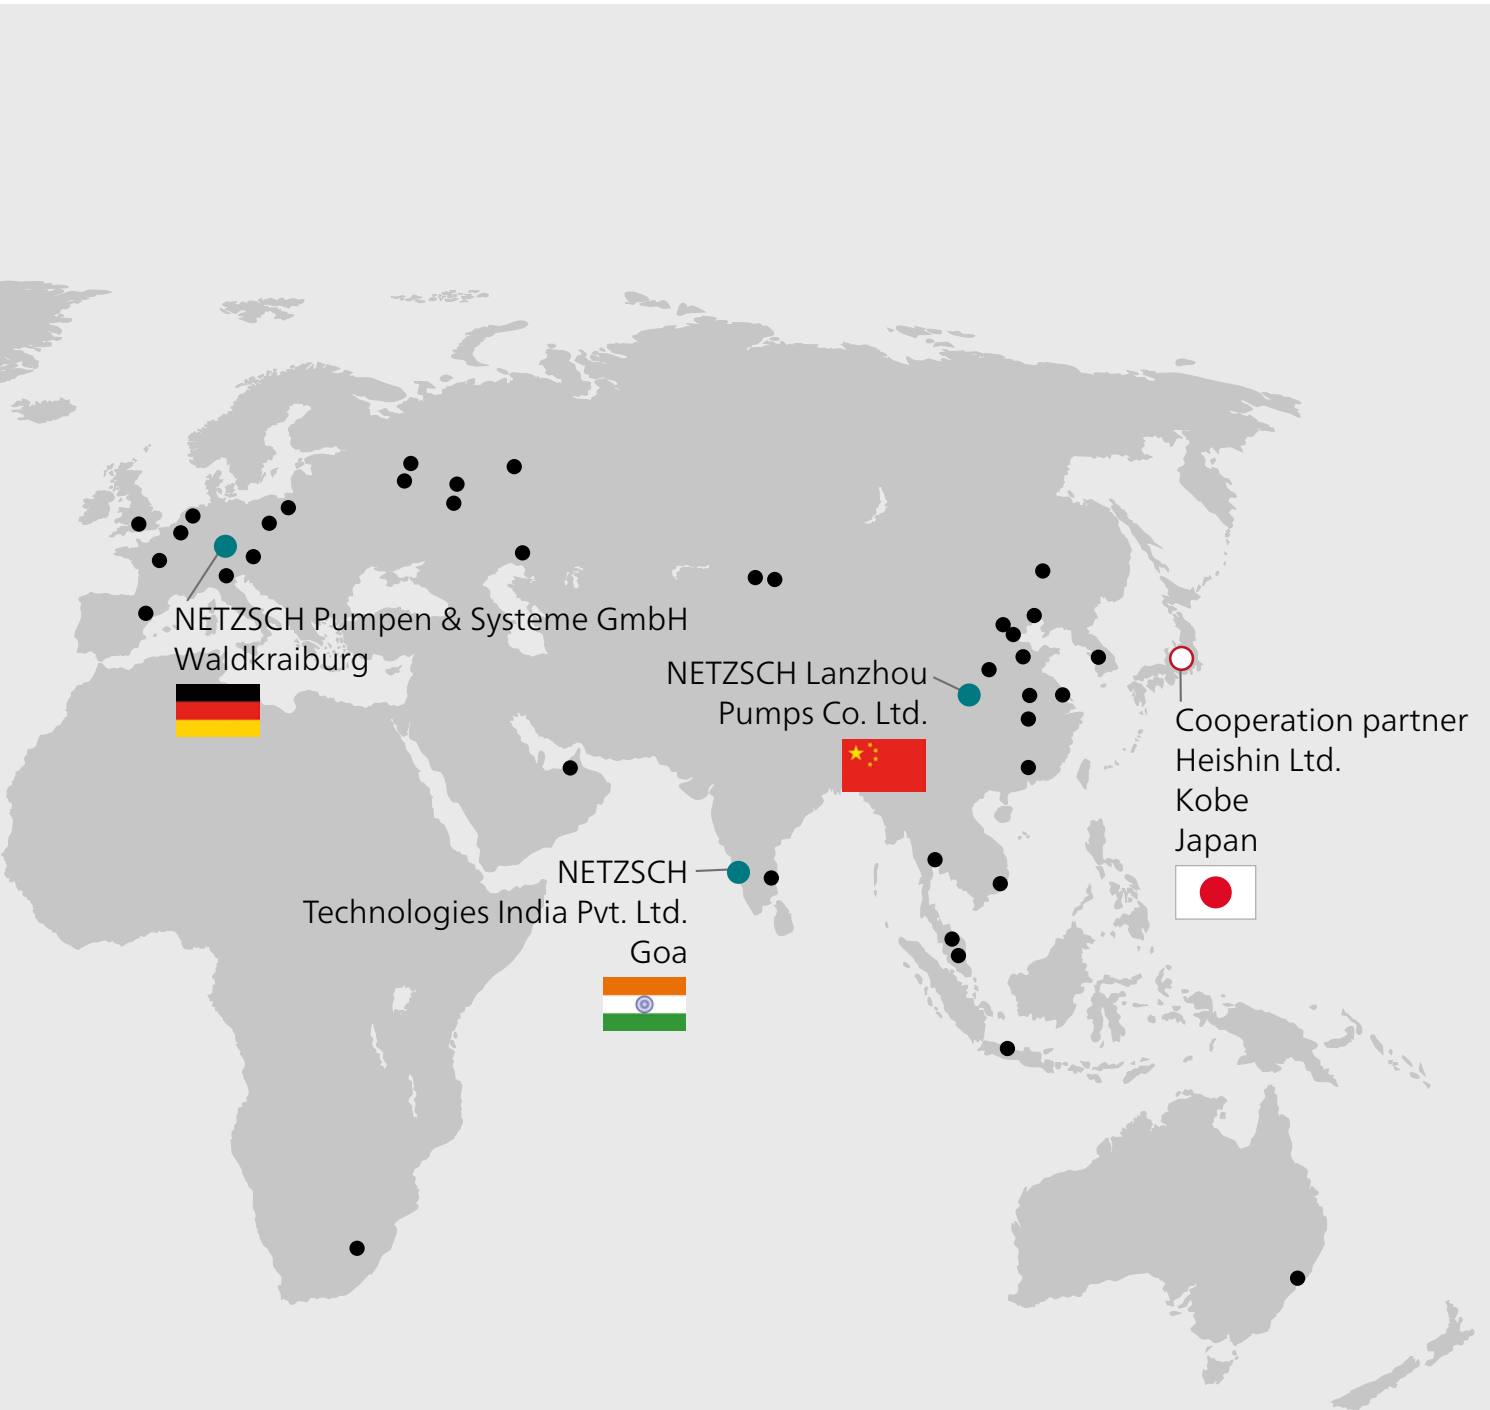 NETZSCH Pumpen & Systeme GmbH
Waldkraiburg
NETZSCH Lanzhou
Pumps Co. Ltd.
Cooperation partner
Heishin Ltd.
Kobe
Japan
NETZSCH
Technologies India Pvt. Ltd.
Goa